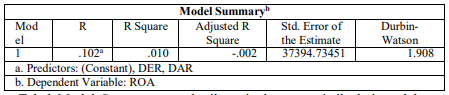 Model Summaryb
Mod el R R Square Adjusted R Square Std. Error of the Estimate Durbin-Watson
1 .102a .010 -.002 37394.73451 1.908
a. Predictors: (Constant), DER, DAR
b. Dependent Variable: ROA